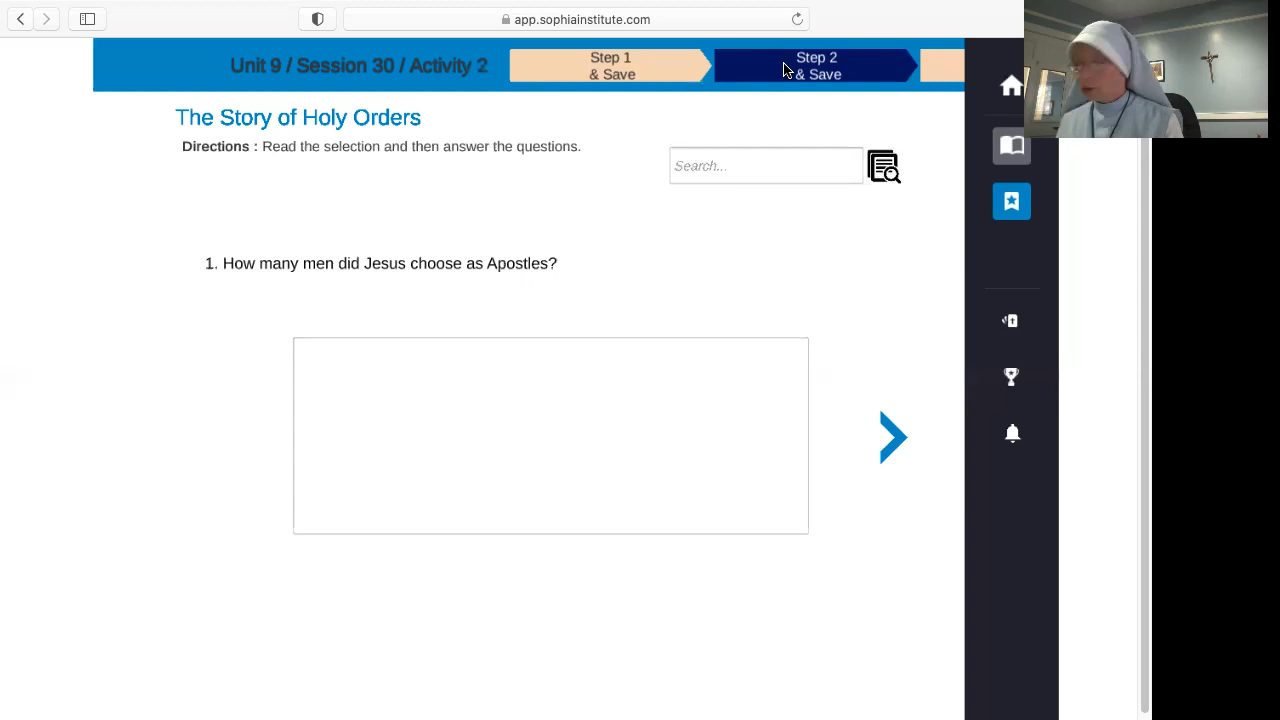 app.sophiainstitute.com
Unit 9 / Session 30 / Activity 2
Step 1
& Save
Step 2
& Save
The Story of Holy Orders
Directions : Read the selection and then answer the questions.
Search...
1. How many men did Jesus choose as Apostles?